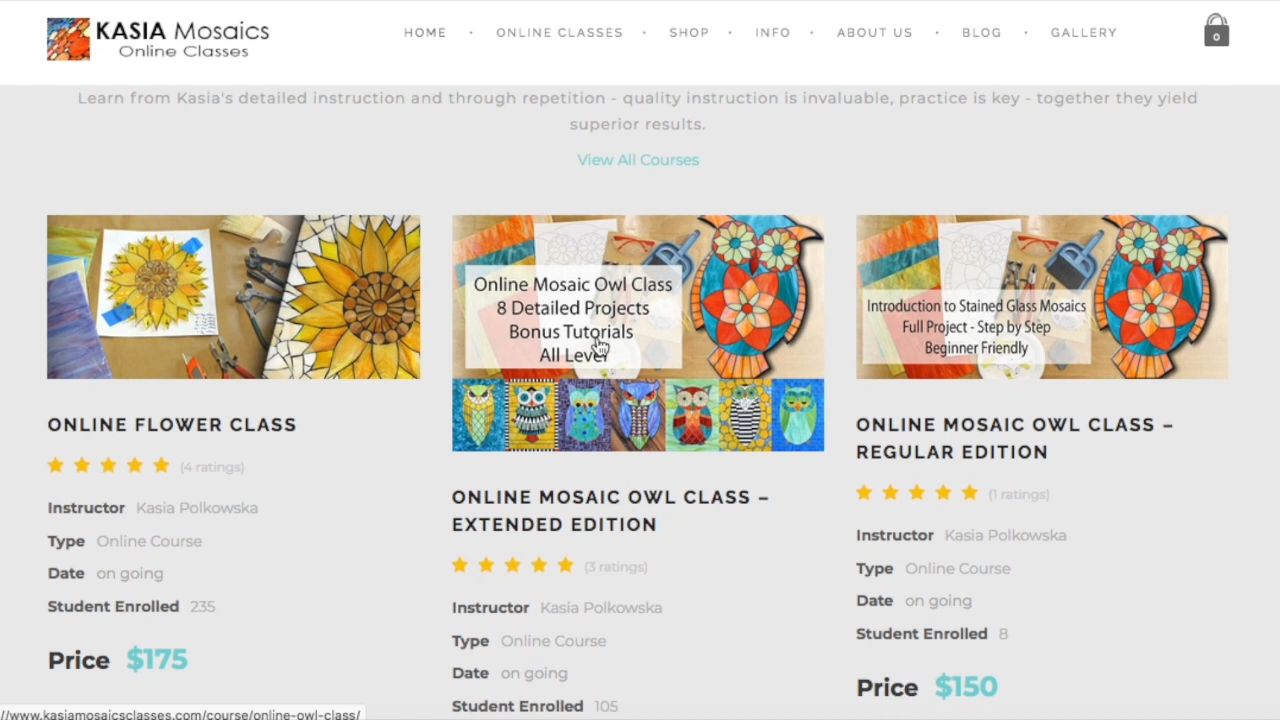 KASIA Mosaics
Online Classes
HOME • ONLINE CLASSES • SHOP • INFO • ABOUT US • BLOG • GALLERY
0
Learn from Kasia's detailed instruction and through repetition - quality instruction is invaluable, practice is key - together they yield
superior results.
View All Courses
Online Mosaic Owl Class
8 Detailed Projects
Bonus Tutorials
All Level
Introduction to Stained Glass Mosaics
Full Project - Step by Step
Beginner Friendly
ONLINE FLOWER CLASS
(4 ratings)
Instructor Kasia Polkowska
Type Online Course
Date on going
Student Enrolled 235
Price $175
ONLINE MOSAIC OWL CLASS –
EXTENDED EDITION
(3 ratings)
Instructor Kasia Polkowska
Type Online Course
Date on going
Student Enrolled 105
ONLINE MOSAIC OWL CLASS –
REGULAR EDITION
(1 ratings)
Instructor Kasia Polkowska
Type Online Course
Date on going
Student Enrolled 8
Price $150
//www.kasiamosaicsclasses.com/course/online-owl-class/